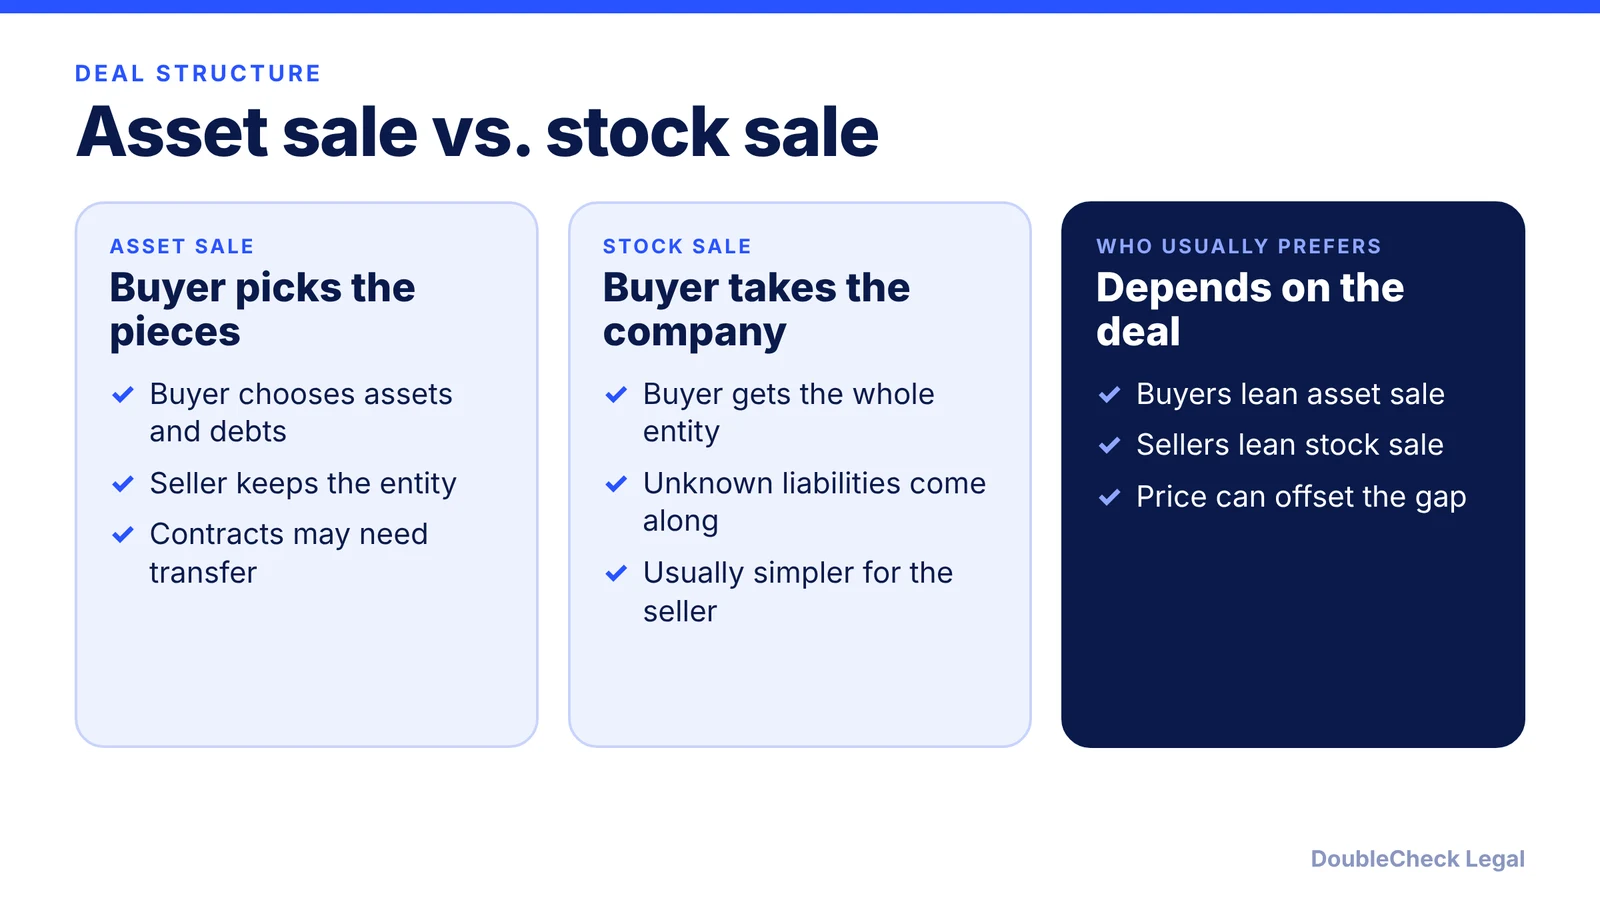 DEAL STRUCTURE
Asset sale vs. stock sale
ASSET SALE
Buyer picks the
pieces
Buyer chooses assets
and debts
Seller keeps the entity
Contracts may need
transfer
STOCK SALE
Buyer takes the
company
Buyer gets the whole
entity
Unknown liabilities come
along
Usually simpler for the
seller
WHO USUALLY PREFERS
Depends on the
deal
Buyers lean asset sale
Sellers lean stock sale
Price can offset the gap
DoubleCheck Legal